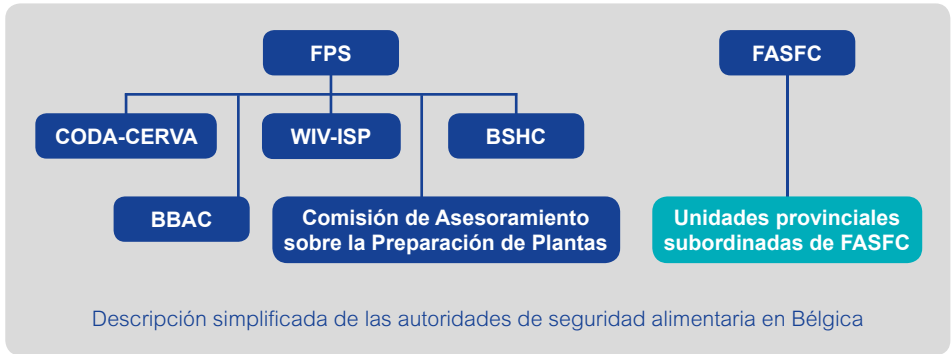 FPS
FASFC
CODA-CERVA
WIV-ISP
BSHC
BBAC
Comisión de Asesoramiento
sobre la Preparación de Plantas
Unidades provinciales
subordinadas de FASFC
Descripción simplificada de las autoridades de seguridad alimentaria en Bélgica